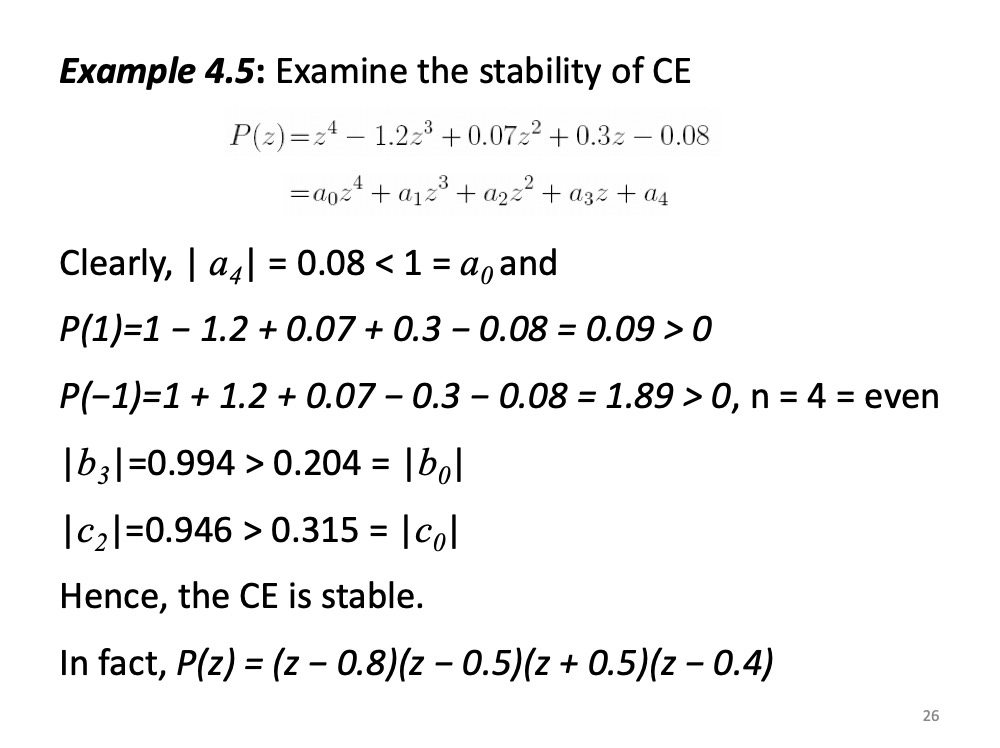 Example 4.5: Examine the stability of CE
P(z)=z⁴ − 1.2z³ + 0.07z² + 0.3z − 0.08
=a₀z⁴ + a₁z³ + a₂z² + a₃z + a₄
Clearly, | a₄| = 0.08 < 1 = a₀ and
P(1)=1 − 1.2 + 0.07 + 0.3 − 0.08 = 0.09 > 0
P(−1)=1 + 1.2 + 0.07 − 0.3 − 0.08 = 1.89 > 0, n = 4 = even
|b₃|=0.994 > 0.204 = |b₀|
|c₂|=0.946 > 0.315 = |c₀|
Hence, the CE is stable.
In fact, P(z) = (z − 0.8)(z − 0.5)(z + 0.5)(z − 0.4)
26